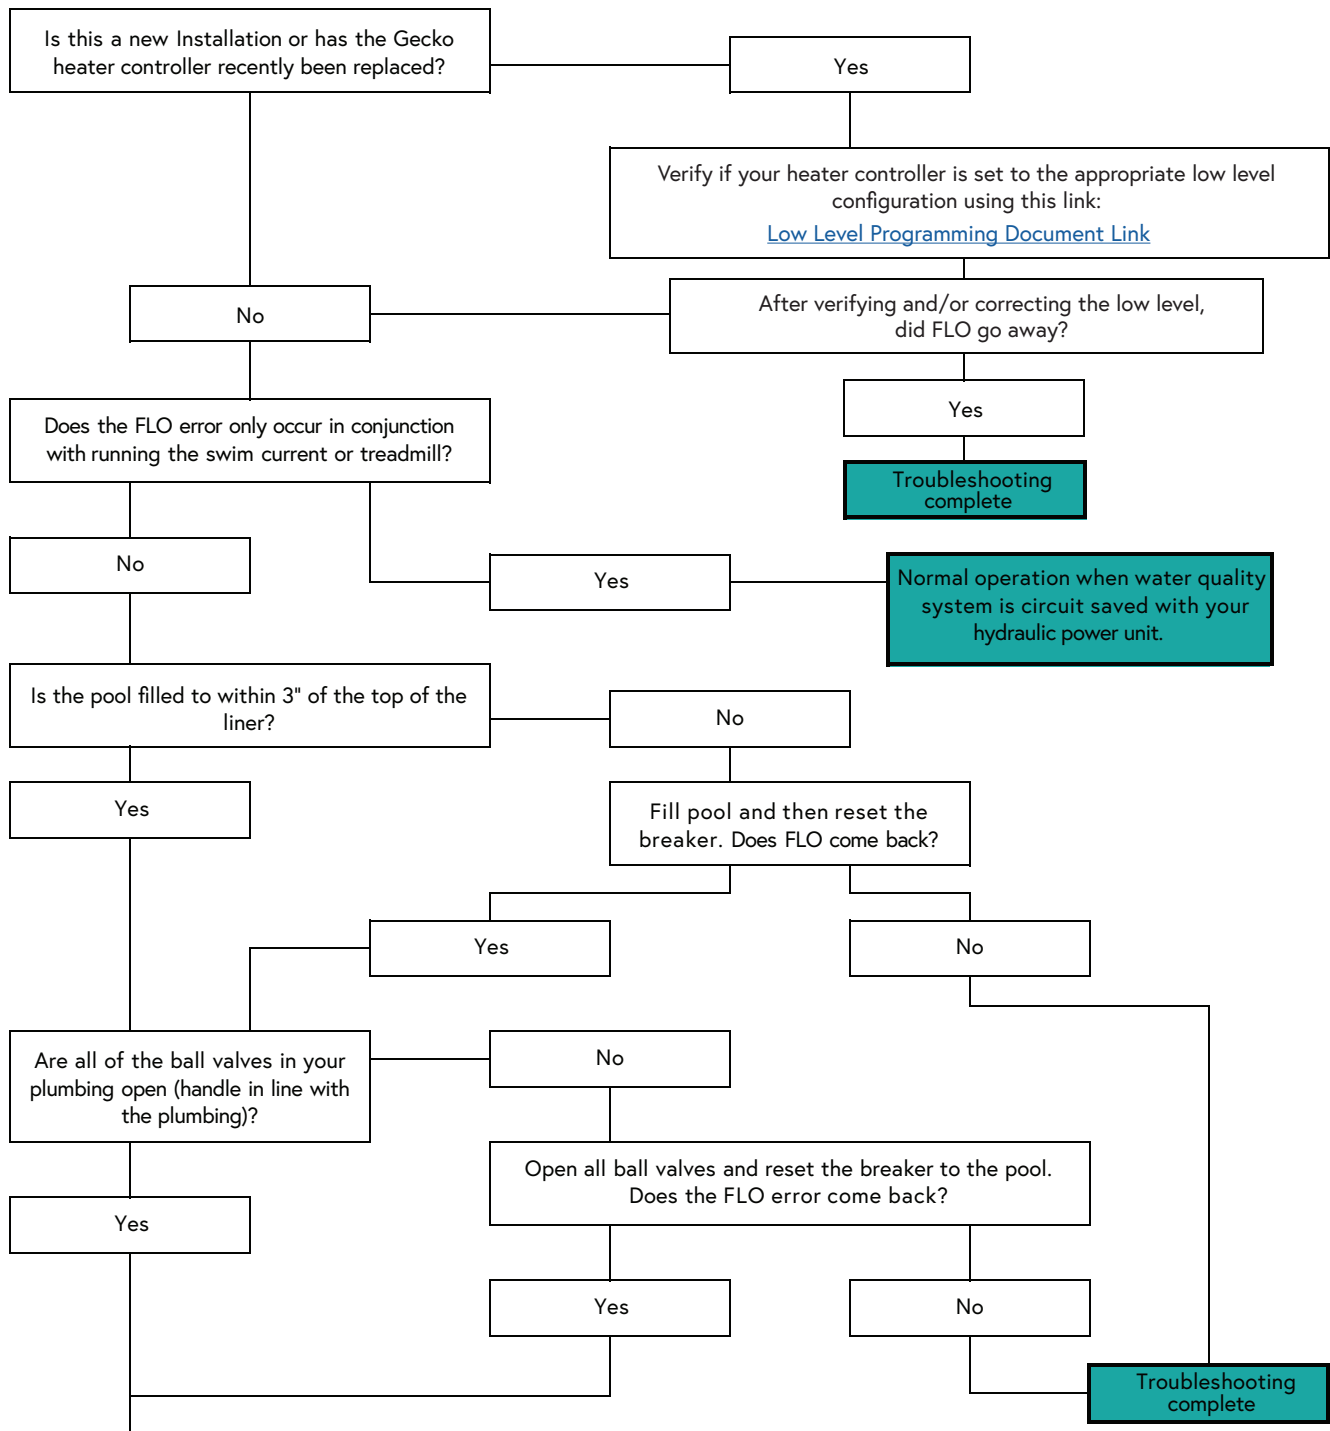 Is this a new Installation or has the Gecko
heater controller recently been replaced?
Yes
Verify if your heater controller is set to the appropriate low level
configuration using this link:
Low Level Programming Document Link
No
After verifying and/or correcting the low level,
did FLO go away?
Yes
Troubleshooting
complete
Does the FLO error only occur in conjunction
with running the swim current or treadmill?
No
Yes
Normal operation when water quality
system is circuit saved with your
hydraulic power unit.
Is the pool filled to within 3" of the top of the
liner?
No
Yes
Fill pool and then reset the
breaker. Does FLO come back?
Yes
No
Are all of the ball valves in your
plumbing open (handle in line with
the plumbing)?
No
Open all ball valves and reset the breaker to the pool.
Does the FLO error come back?
Yes
Yes
No
Troubleshooting
complete